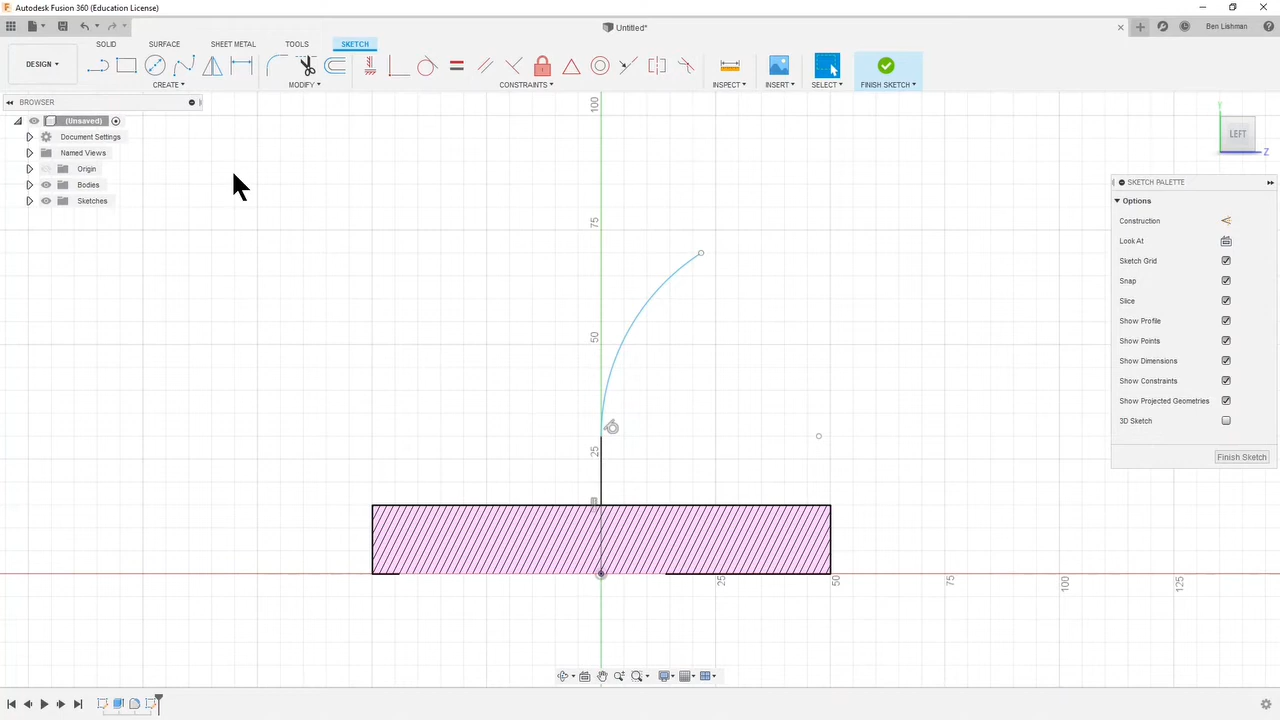 Autodesk Fusion 360 (Education License)
Untitled*
Ben Lishman
DESIGN
SOLID
SURFACE
SHEET METAL
TOOLS
SKETCH
CREATE
MODIFY
CONSTRAINTS
INSPECT
INSERT
SELECT
FINISH SKETCH
BROWSER
(Unsaved)
Document Settings
Named Views
Origin
Bodies
Sketches
100
75
50
25
25
50
75
100
125
Y
LEFT
Z
SKETCH PALETTE
Options
Construction
Look At
Sketch Grid
Snap
Slice
Show Profile
Show Points
Show Dimensions
Show Constraints
Show Projected Geometries
3D Sketch
Finish Sketch